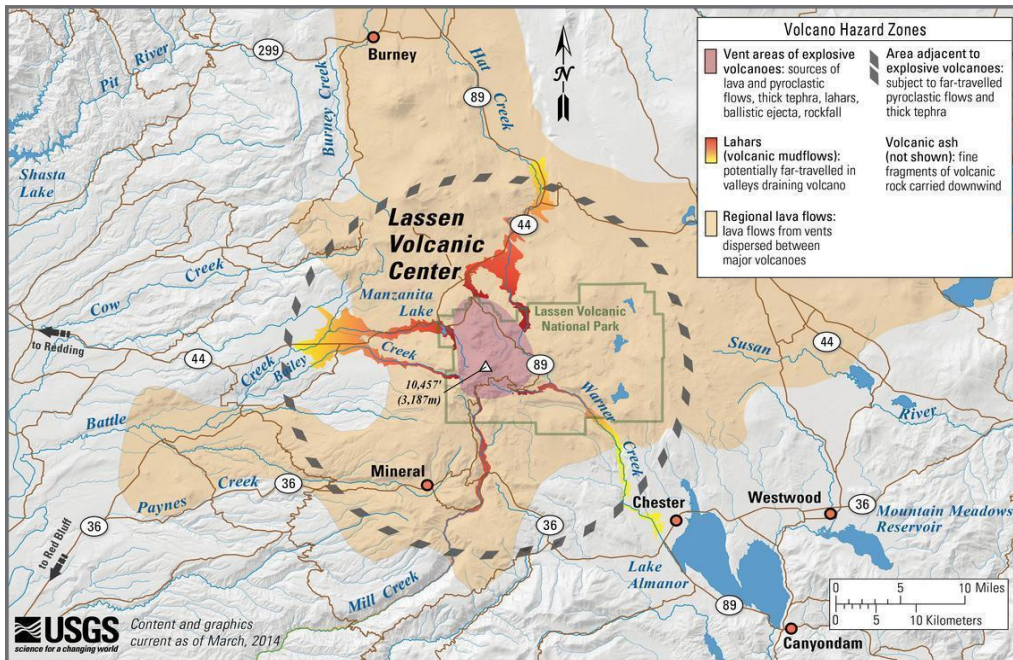 Volcano Hazard Zones
Vent areas of explosive
volcanoes: sources of
lava and pyroclastic
flows, thick tephra, lahars,
ballistic ejecta, rockfall
Lahars
(volcanic mudflows):
potentially far-travelled in
valleys draining volcano
Regional lava flows:
lava flows from vents
dispersed between
major volcanoes
Area adjacent to
explosive volcanoes:
subject to far-travelled
pyroclastic flows and
thick tephra
Volcanic ash
(not shown): fine
fragments of volcanic
rock carried downwind
299
Burney
Pit River
Burney Creek
Hat Creek
89
N
Shasta
Lake
44
Lassen
Volcanic
Center
Manzanita
Lake
Lassen Volcanic
National Park
Cow Creek
to Redding
44
Bailey Creek
Creek
89
10,457'
(3,187m)
Susan River
44
Battle
Creek
Warner Creek
Mineral
36
Paynes Creek
36
36
Chester
Westwood
36
Mountain Meadows
Reservoir
to Red Bluff
Mill Creek
Lake
Almanor
89
Canyondam
0 5 10 Miles
0 5 10 Kilometers
USGS
science for a changing world
Content and graphics
current as of March, 2014